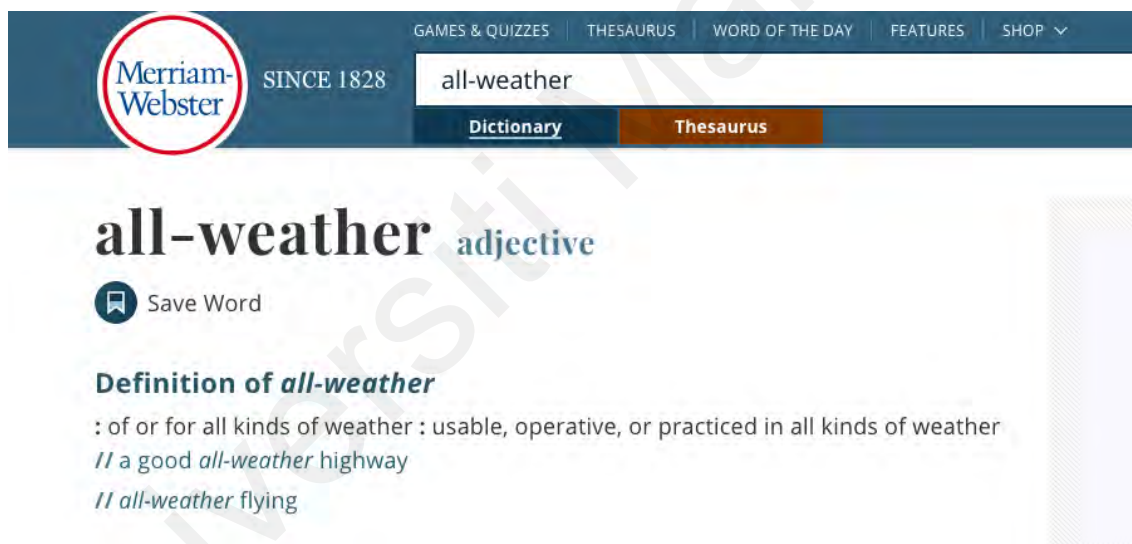 GAMES & QUIZZES THESAURUS WORD OF THE DAY FEATURES SHOP
Merriam-
Webster
SINCE 1828
all-weather
Dictionary Thesaurus
all-weather adjective
Save Word
Definition of all-weather
: of or for all kinds of weather : usable, operative, or practiced in all kinds of weather
// a good all-weather highway
// all-weather flying